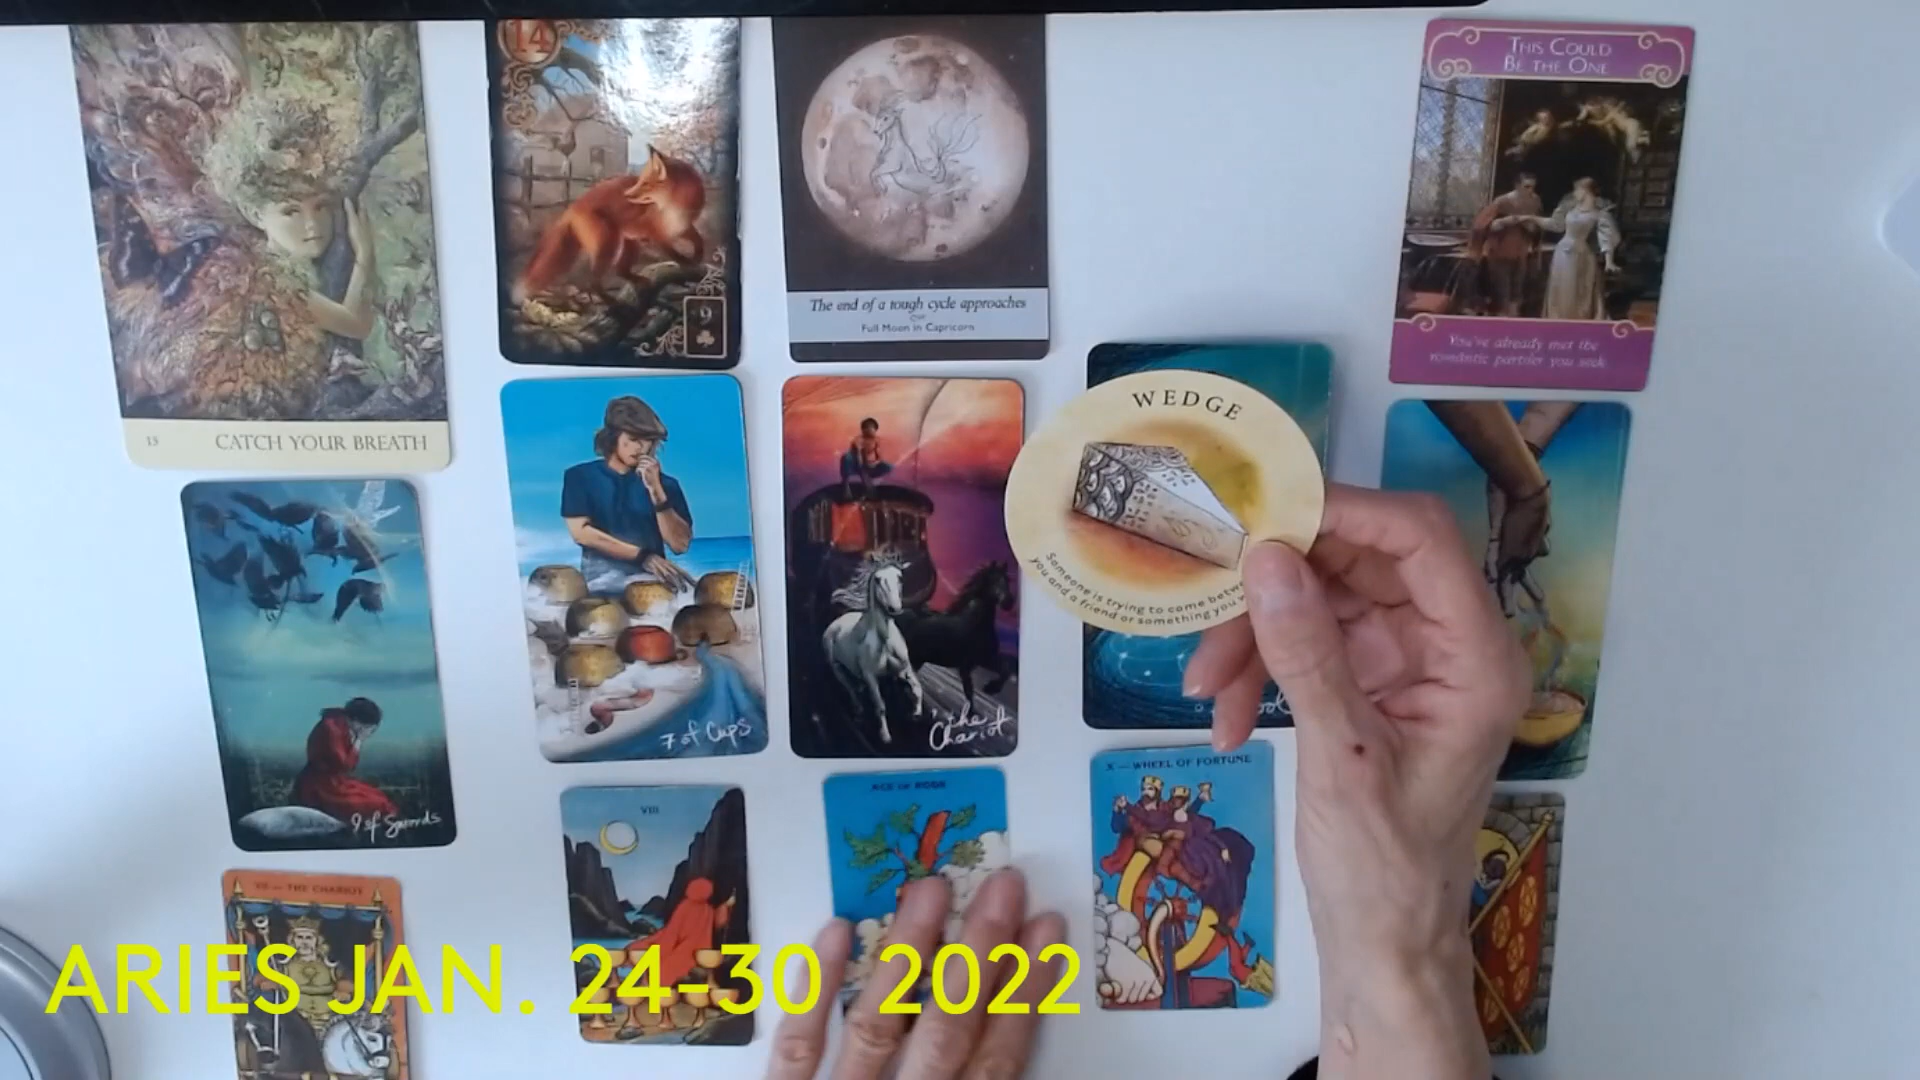 14
9
The end of a tough cycle approaches
Full Moon in Capricorn
THIS COULD
BE THE ONE
You've already met the
romantic partner you seek
13 CATCH YOUR BREATH
WEDGE
Someone is trying to come
you and a friend or something you
9 of Swords
7 of Cups
the
Chariot
VII — THE CHARIOT
VIII
ACE OF RODS
X — WHEEL OF FORTUNE
ARIES JAN. 24-30 2022